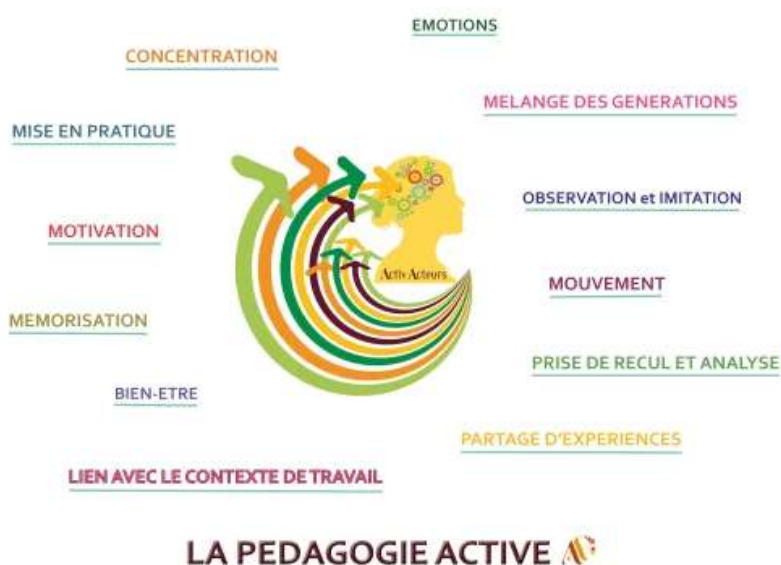 EMOTIONS
CONCENTRATION
MELANGE DES GENERATIONS
MISE EN PRATIQUE
OBSERVATION et IMITATION
MOTIVATION
Activ'Acteurs
MOUVEMENT
MEMORISATION
PRISE DE RECUL ET ANALYSE
BIEN-ETRE
PARTAGE D'EXPERIENCES
LIEN AVEC LE CONTEXTE DE TRAVAIL
LA PEDAGOGIE ACTIVE